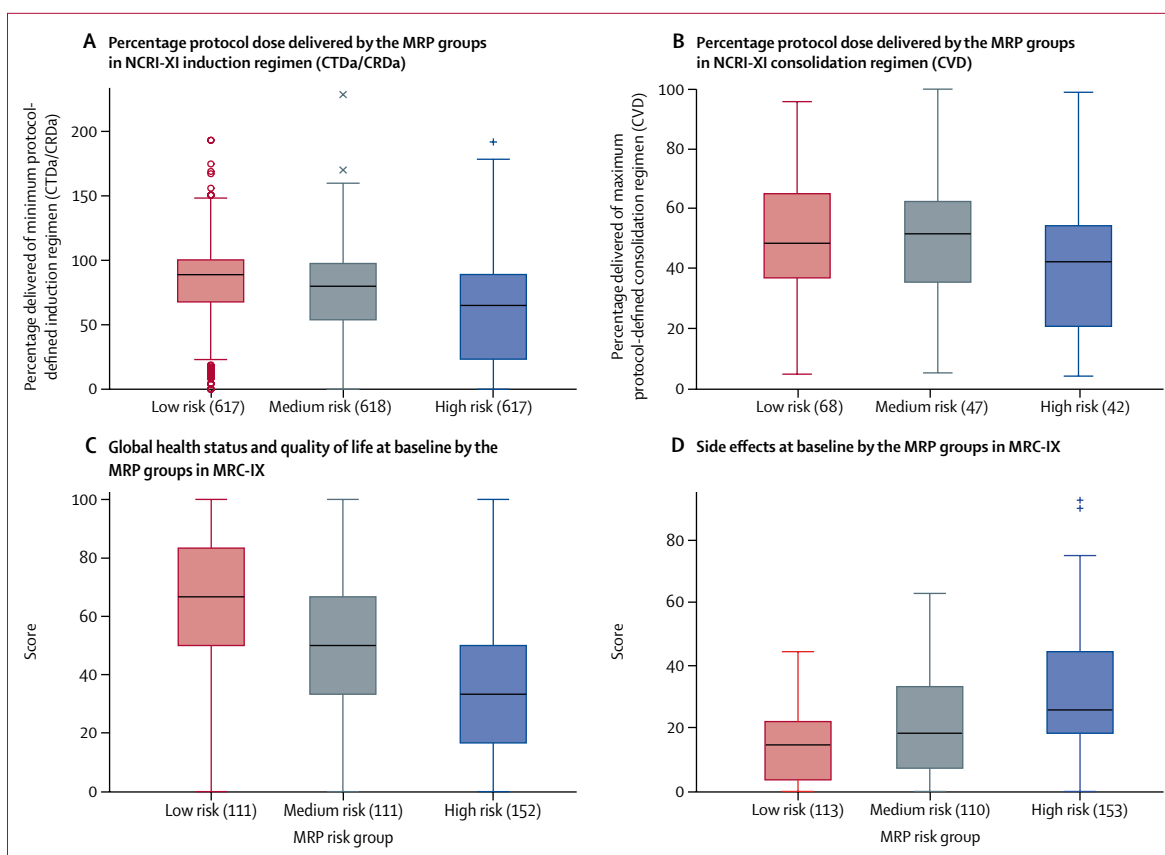 A Percentage protocol dose delivered by the MRP groups
in NCRI-XI induction regimen (CTDa/CRDa)
Percentage delivered of minimum protocol-
defined induction regimen (CTDa/CRDa)
200
150
100
50
0
Low risk (617) Medium risk (618) High risk (617)
B Percentage protocol dose delivered by the MRP groups
in NCRI-XI consolidation regimen (CVD)
Percentage delivered of maximum
protocol-defined consolidation regimen (CVD)
100
80
60
40
20
0
Low risk (68) Medium risk (47) High risk (42)
C Global health status and quality of life at baseline by the
MRP groups in MRC-IX
Score
100
80
60
40
20
0
Low risk (111) Medium risk (111) High risk (152)
MRP risk group
D Side effects at baseline by the MRP groups in MRC-IX
Score
80
60
40
20
0
Low risk (113) Medium risk (110) High risk (153)
MRP risk group